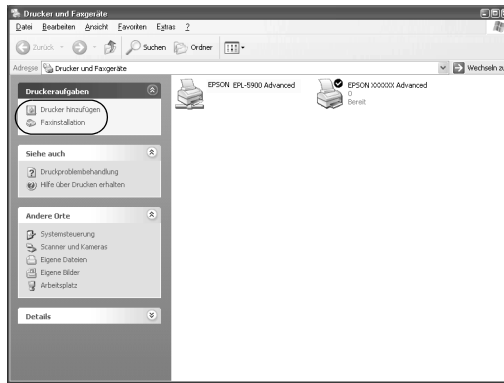 Drucker und Faxgeräte
Datei Bearbeiten Ansicht Favoriten Extras ?
Zurück Suchen Ordner
Adresse Drucker und Faxgeräte Wechseln zu
Druckeraufgaben
Drucker hinzufügen
Faxinstallation
Siehe auch
Druckproblembehandlung
Hilfe über Drucken erhalten
Andere Orte
Systemsteuerung
Scanner und Kameras
Eigene Dateien
Eigene Bilder
Arbeitsplatz
Details
EPSON EPL-5900 Advanced
EPSON XXXXXX Advanced
0
Bereit